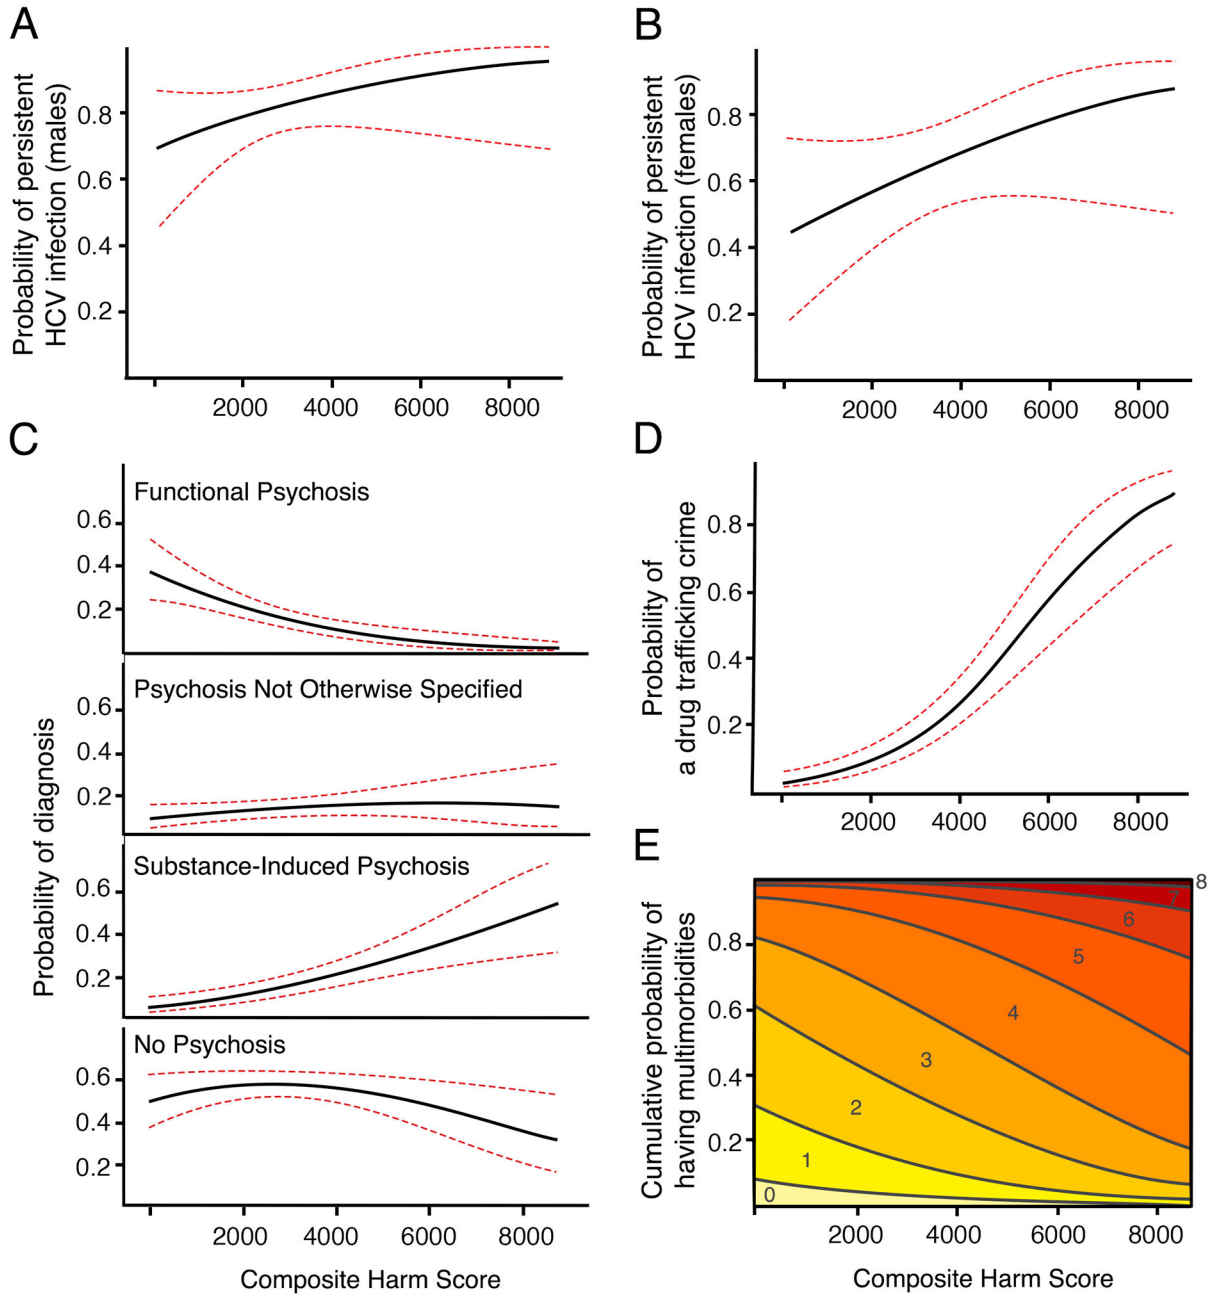 A
Probability of persistent
HCV infection (males)
0.8
0.6
0.4
0.2
2000 4000 6000 8000
B
Probability of persistent
HCV infection (females)
0.8
0.6
0.4
0.2
2000 4000 6000 8000
C
Probability of diagnosis
Functional Psychosis
0.6
0.4
0.2
Psychosis Not Otherwise Specified
0.6
0.4
0.2
Substance-Induced Psychosis
0.6
0.4
0.2
No Psychosis
0.6
0.4
0.2
2000 4000 6000 8000
Composite Harm Score
D
Probability of
a drug trafficking crime
0.8
0.6
0.4
0.2
2000 4000 6000 8000
E
Cumulative probability of
having multimorbidities
0.8
0.6
0.4
0.2
8
7
6
5
4
3
2
1
0
2000 4000 6000 8000
Composite Harm Score